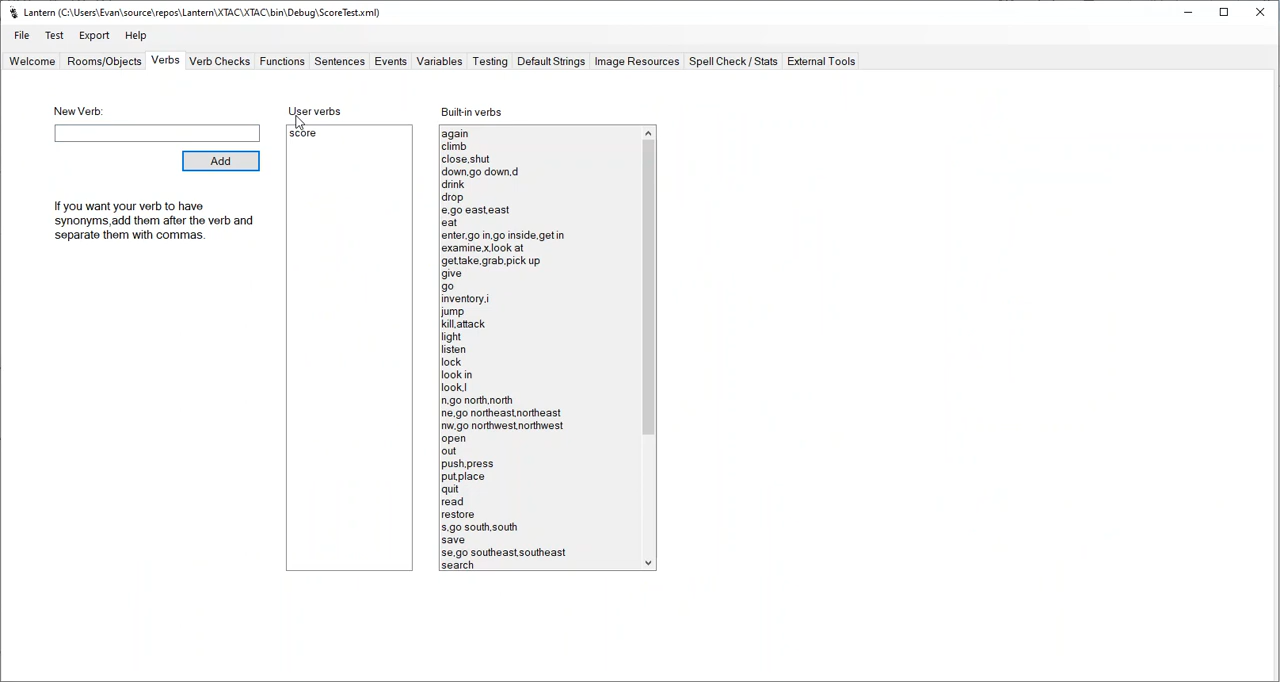 Lantern (C:\Users\Evan\source\repos\Lantern\XTAC\XTAC\bin\Debug\ScoreTest.xml)
File Test Export Help
Welcome Rooms/Objects Verbs Verb Checks Functions Sentences Events Variables Testing Default Strings Image Resources Spell Check / Stats External Tools
New Verb:
Add
If you want your verb to have
synonyms,add them after the verb and
separate them with commas.
User verbs
score
Built-in verbs
again
climb
close,shut
down,go down,d
drink
drop
e,go east,east
eat
enter,go in,go inside,get in
examine,x,look at
get,take,grab,pick up
give
go
inventory,i
jump
kill,attack
light
listen
lock
look in
look,l
n,go north,north
ne,go northeast,northeast
nw,go northwest,northwest
open
out
push,press
put,place
quit
read
restore
s,go south,south
save
se,go southeast,southeast
search